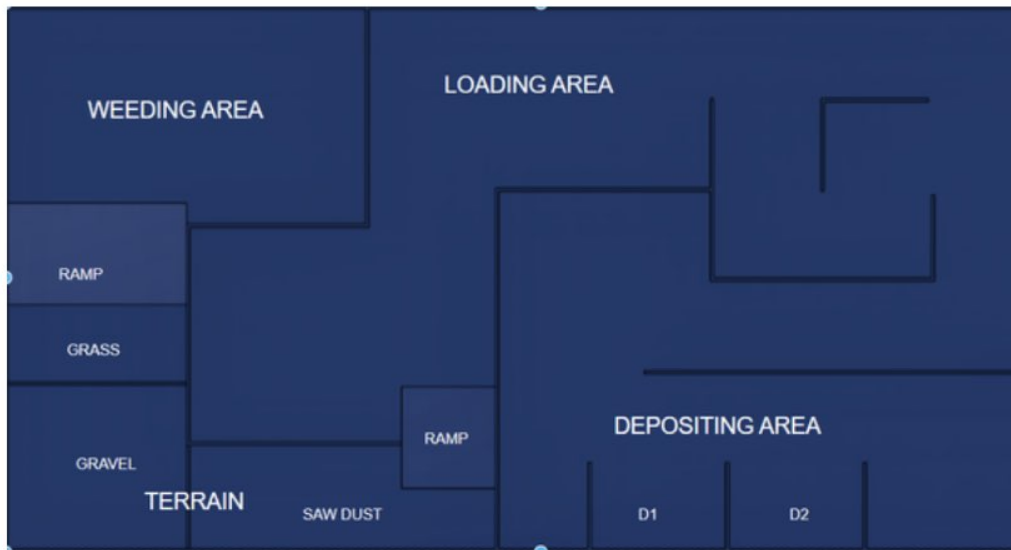 LOADING AREA
WEEDING AREA
RAMP
GRASS
DEPOSITING AREA
RAMP
GRAVEL
TERRAIN
SAW DUST
D1
D2